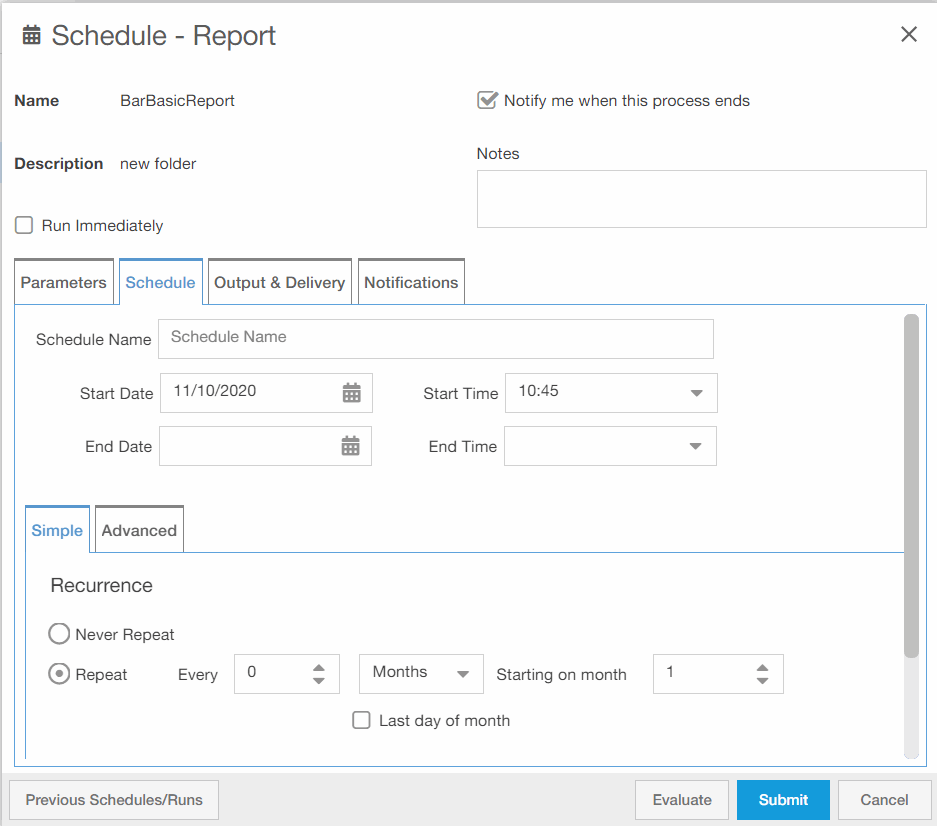 Schedule - Report
Name BarBasicReport
Notify me when this process ends
Description new folder
Notes
Run Immediately
Parameters Schedule Output & Delivery Notifications
Schedule Name Schedule Name
Start Date 11/10/2020 Start Time 10:45
End Date End Time
Simple Advanced
Recurrence
Never Repeat
Repeat Every 0 Months Starting on month 1
Last day of month
Previous Schedules/Runs Evaluate Submit Cancel